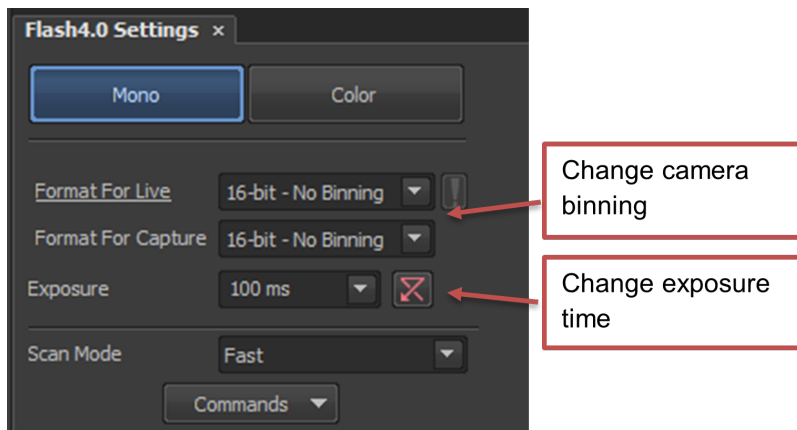 Flash4.0 Settings ×
Mono
Color
Format For Live
16-bit - No Binning
!
Format For Capture
16-bit - No Binning
Exposure
100 ms
Scan Mode
Fast
Commands
Change camera
binning
Change exposure
time